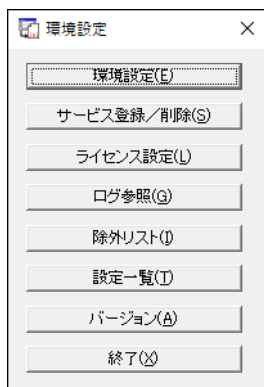 環境設定
環境設定(E)
サービス登録／削除(S)
ライセンス設定(L)
ログ参照(G)
除外リスト(I)
設定一覧(T)
バージョン(A)
終了(X)